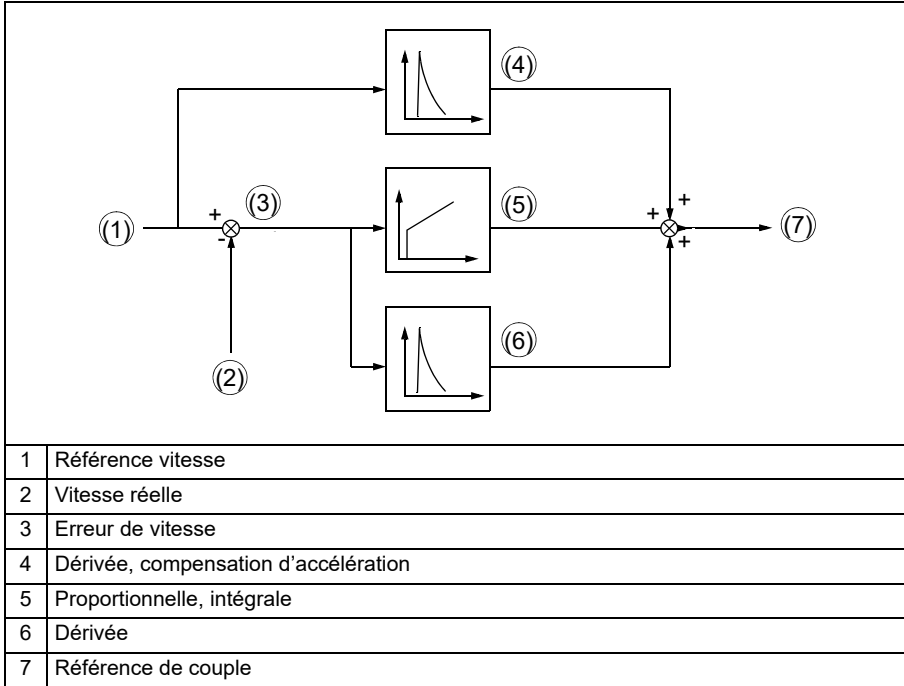 (4)
+
(3)
(5)
+
+
(1)
-
(7)
+
(6)
(2)
1 Référence vitesse
2 Vitesse réelle
3 Erreur de vitesse
4 Dérivée, compensation d’accélération
5 Proportionnelle, intégrale
6 Dérivée
7 Référence de couple